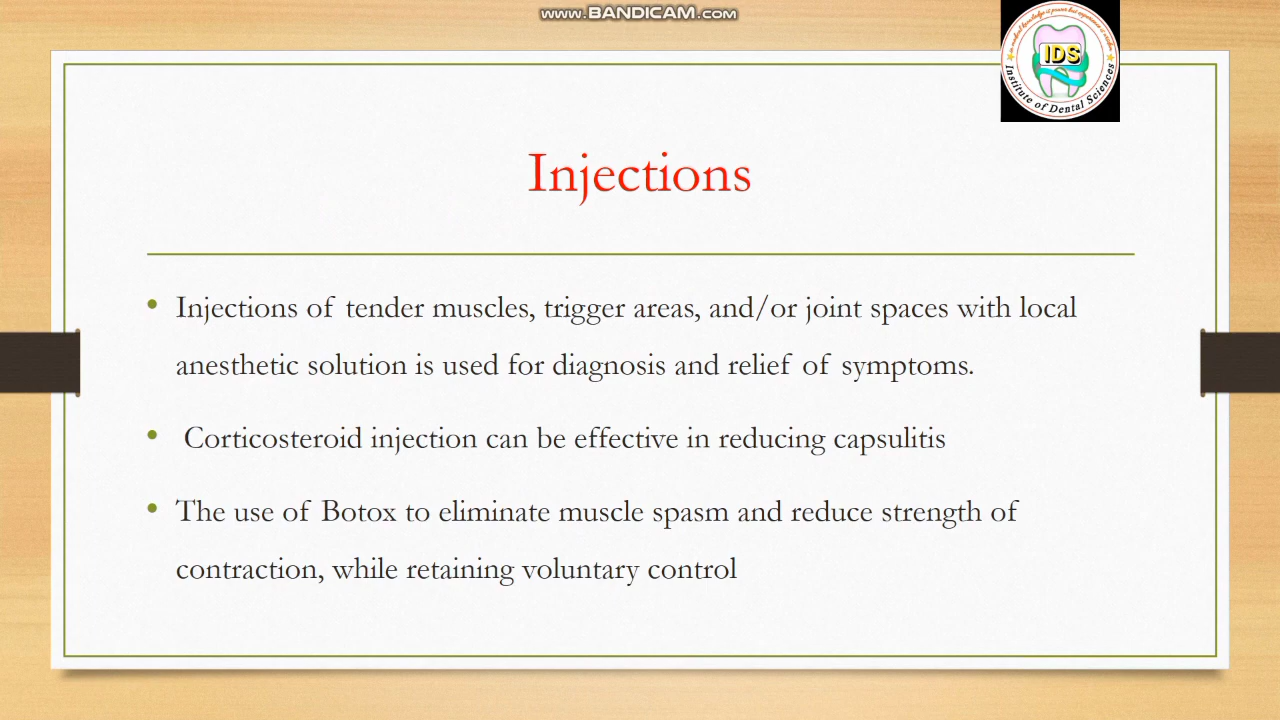 www.BANDICAM.com
IDS
Institute of Dental Sciences
Injections
• Injections of tender muscles, trigger areas, and/or joint spaces with local
anesthetic solution is used for diagnosis and relief of symptoms.
• Corticosteroid injection can be effective in reducing capsulitis
• The use of Botox to eliminate muscle spasm and reduce strength of
contraction, while retaining voluntary control